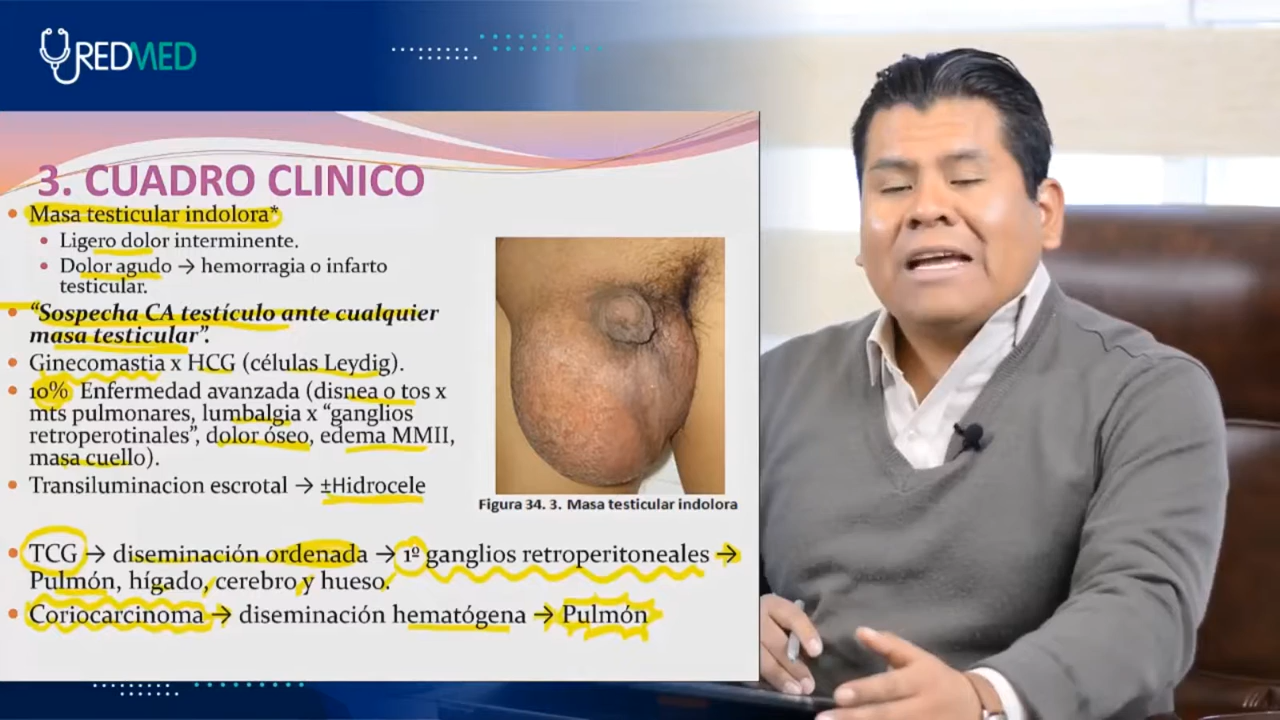 REDMED
3. CUADRO CLINICO
• Masa testicular indolora*
• Ligero dolor interminente.
• Dolor agudo → hemorragia o infarto
testicular.
• “Sospecha CA testículo ante cualquier
masa testicular”.
• Ginecomastia x HCG (células Leydig).
• 10% Enfermedad avanzada (disnea o tos x
mts pulmonares, lumbalgia x “ganglios
retroperotinales”, dolor óseo, edema MMII,
masa cuello).
• Transiluminacion escrotal → ±Hidrocele
Figura 34. 3. Masa testicular indolora
• TCG → diseminación ordenada → 1º ganglios retroperitoneales →
Pulmón, hígado, cerebro y hueso.
• Coriocarcinoma → diseminación hematógena → Pulmón